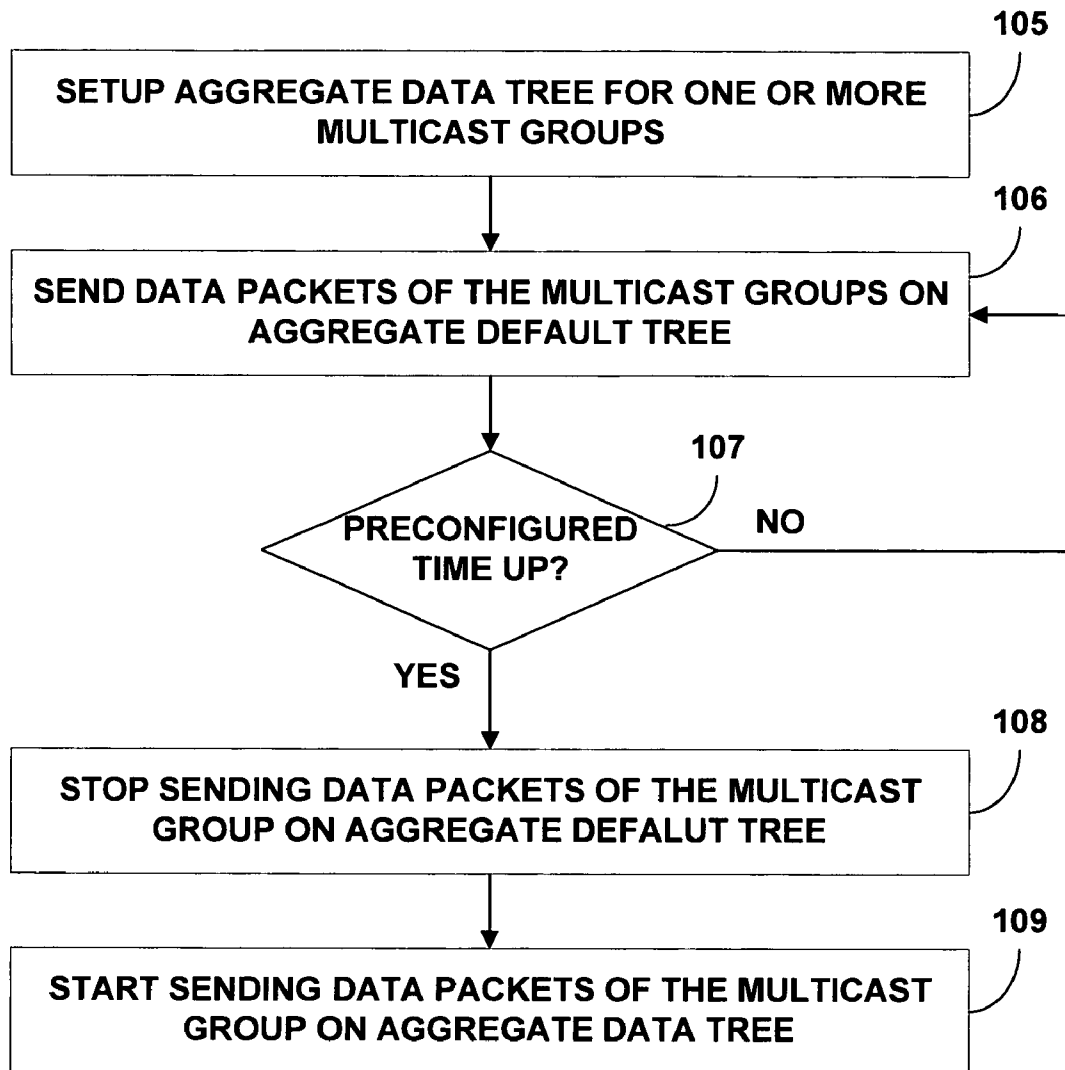 105
SETUP AGGREGATE DATA TREE FOR ONE OR MORE
MULTICAST GROUPS
106
SEND DATA PACKETS OF THE MULTICAST GROUPS ON
AGGREGATE DEFAULT TREE
107
PRECONFIGURED
TIME UP?
NO
YES
108
STOP SENDING DATA PACKETS OF THE MULTICAST
GROUP ON AGGREGATE DEFALUT TREE
109
START SENDING DATA PACKETS OF THE MULTICAST
GROUP ON AGGREGATE DATA TREE